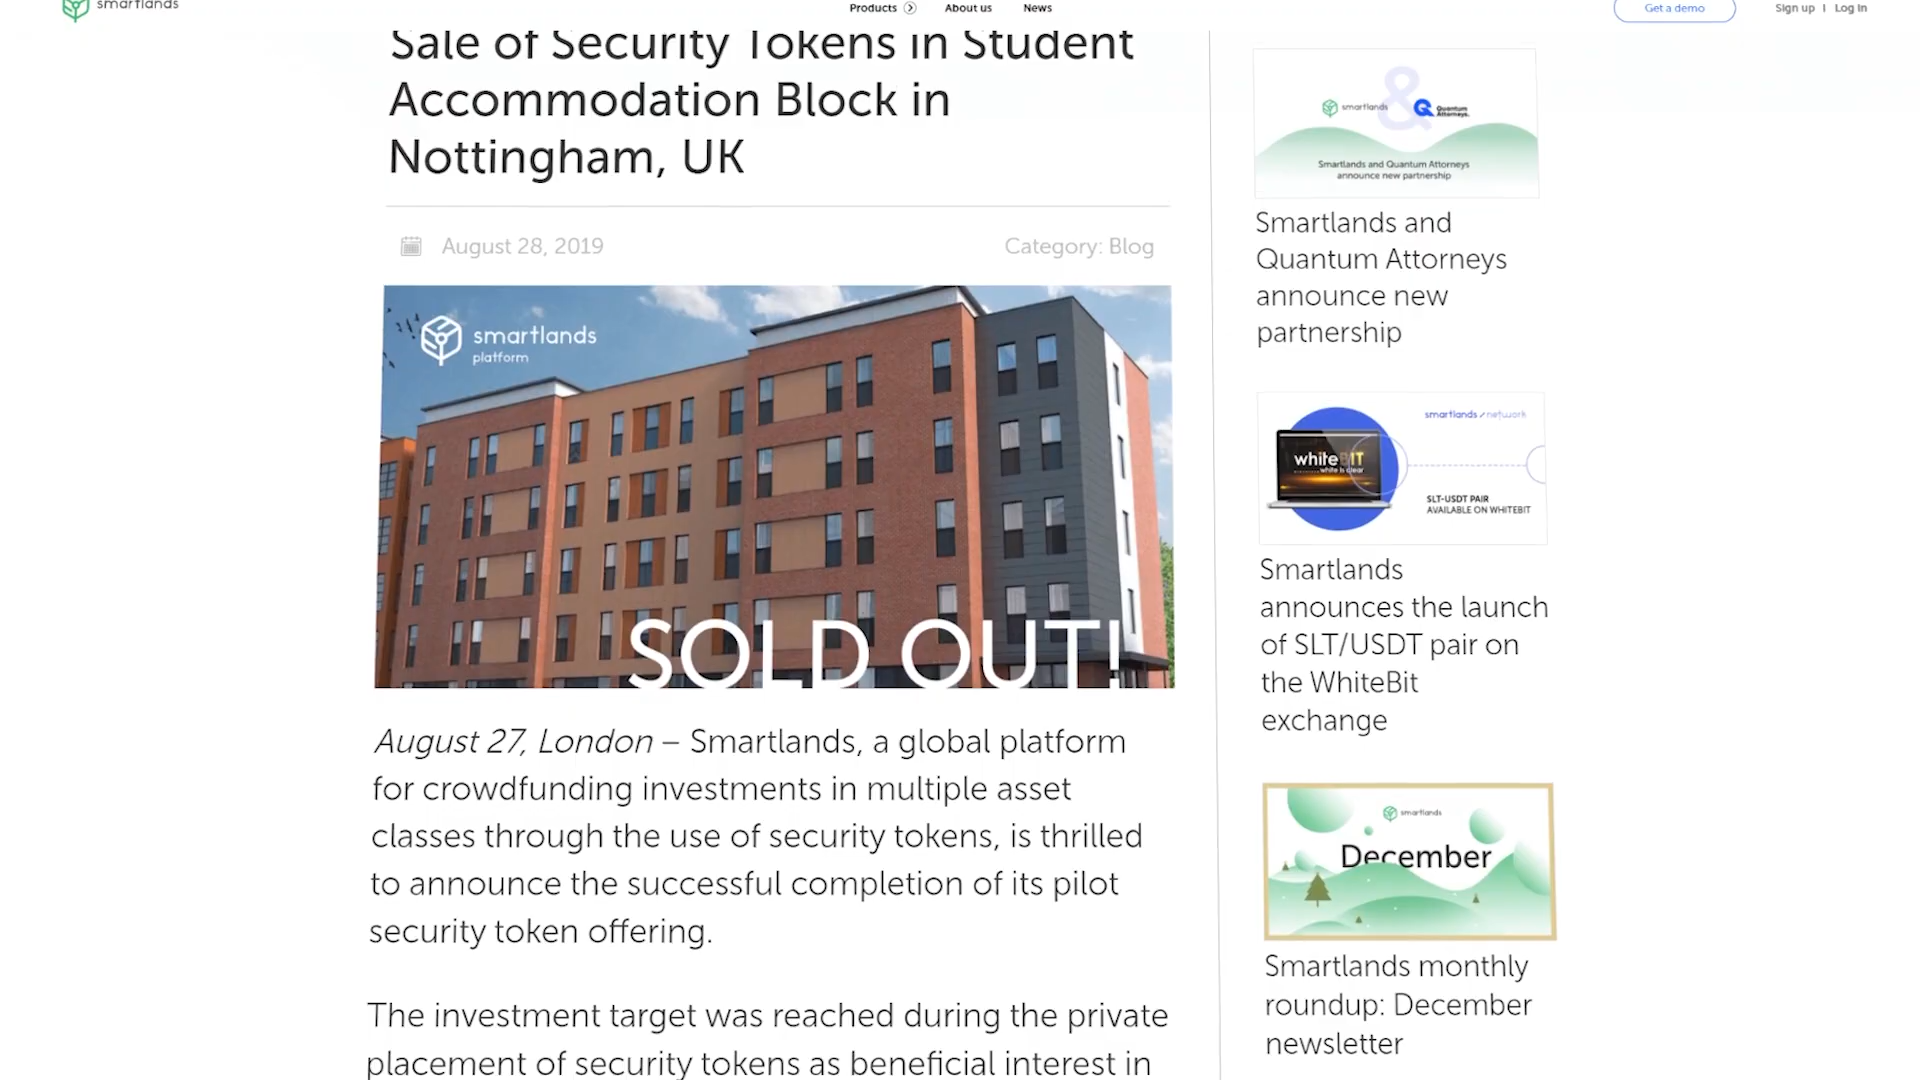 smartlands
Products
About us
News
Get a demo
Sign up | Log in
Sale of Security Tokens in Student
Accommodation Block in
Nottingham, UK
August 28, 2019
Category: Blog
smartlands
platform
SOLD OUT!
August 27, London – Smartlands, a global platform
for crowdfunding investments in multiple asset
classes through the use of security tokens, is thrilled
to announce the successful completion of its pilot
security token offering.
The investment target was reached during the private
placement of security tokens as beneficial interest in
&
smartlands
Quantum
Attorneys.
Smartlands and Quantum Attorneys
announce new partnership
Smartlands and
Quantum Attorneys
announce new
partnership
smartlands / network
whiteBIT
white is clear
SLT-USDT PAIR
AVAILABLE ON WHITEBIT
Smartlands
announces the launch
of SLT/USDT pair on
the WhiteBit
exchange
smartlands
December
Smartlands monthly
roundup: December
newsletter